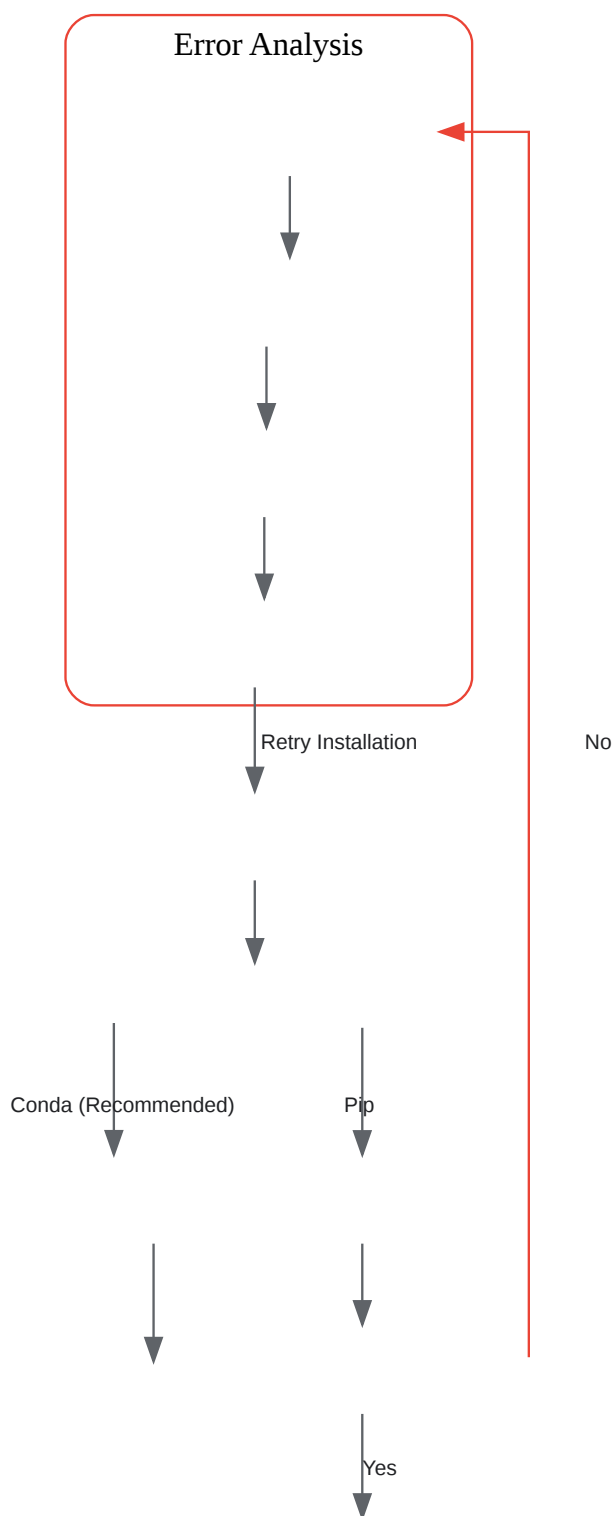 Error Analysis
Retry Installation
No
Conda (Recommended)
Pip
Yes